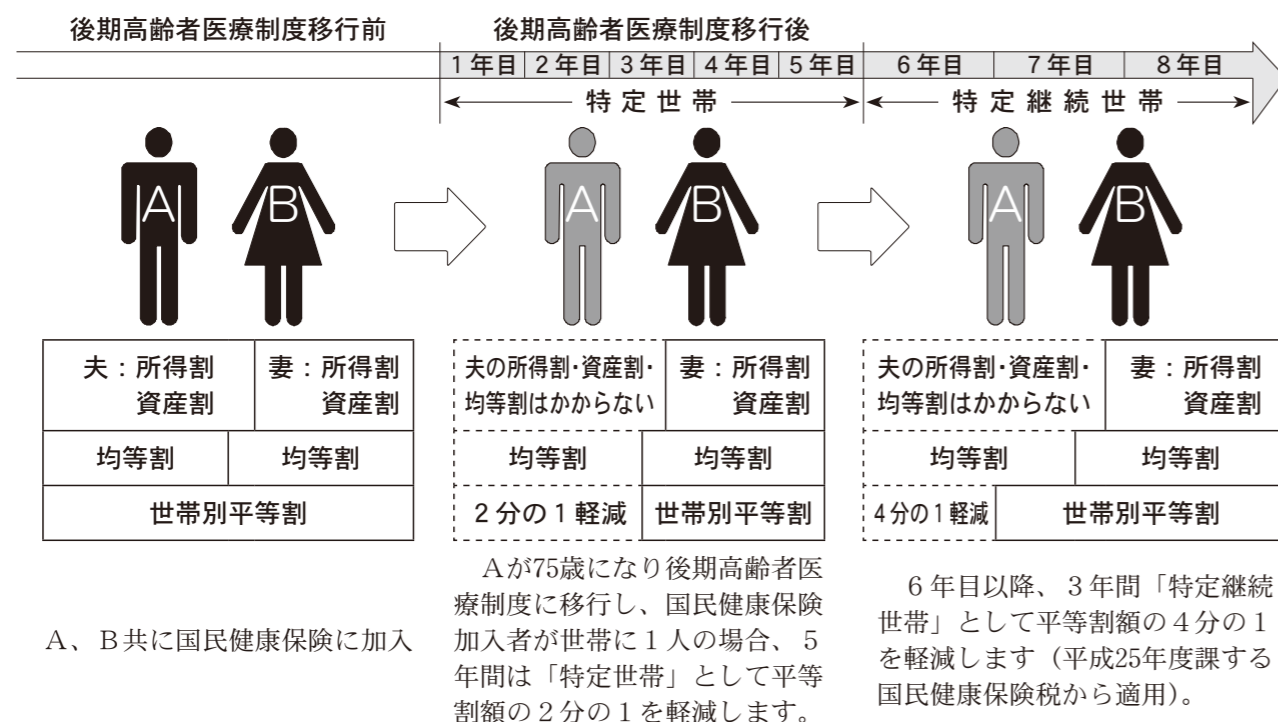 後期高齢者医療制度移行前
後期高齢者医療制度移行後
1年目 2年目 3年目 4年目 5年目 6年目 7年目 8年目
特定世帯
特定継続世帯
A
B
A
B
A
B
夫：所得割
資産割
妻：所得割
資産割
均等割
均等割
世帯別平等割
夫の所得割・資産割・
均等割はかからない
妻：所得割
資産割
均等割
均等割
2分の1軽減
世帯別平等割
夫の所得割・資産割・
均等割はかからない
妻：所得割
資産割
均等割
均等割
4分の1軽減
世帯別平等割
A、B共に国民健康保険に加入
Aが75歳になり後期高齢者医
療制度に移行し、国民健康保険
加入者が世帯に1人の場合、5
年間は「特定世帯」として平等
割額の2分の1を軽減します。
6年目以降、3年間「特定継続
世帯」として平等割額の4分の1
を軽減します（平成25年度課する
国民健康保険税から適用）。